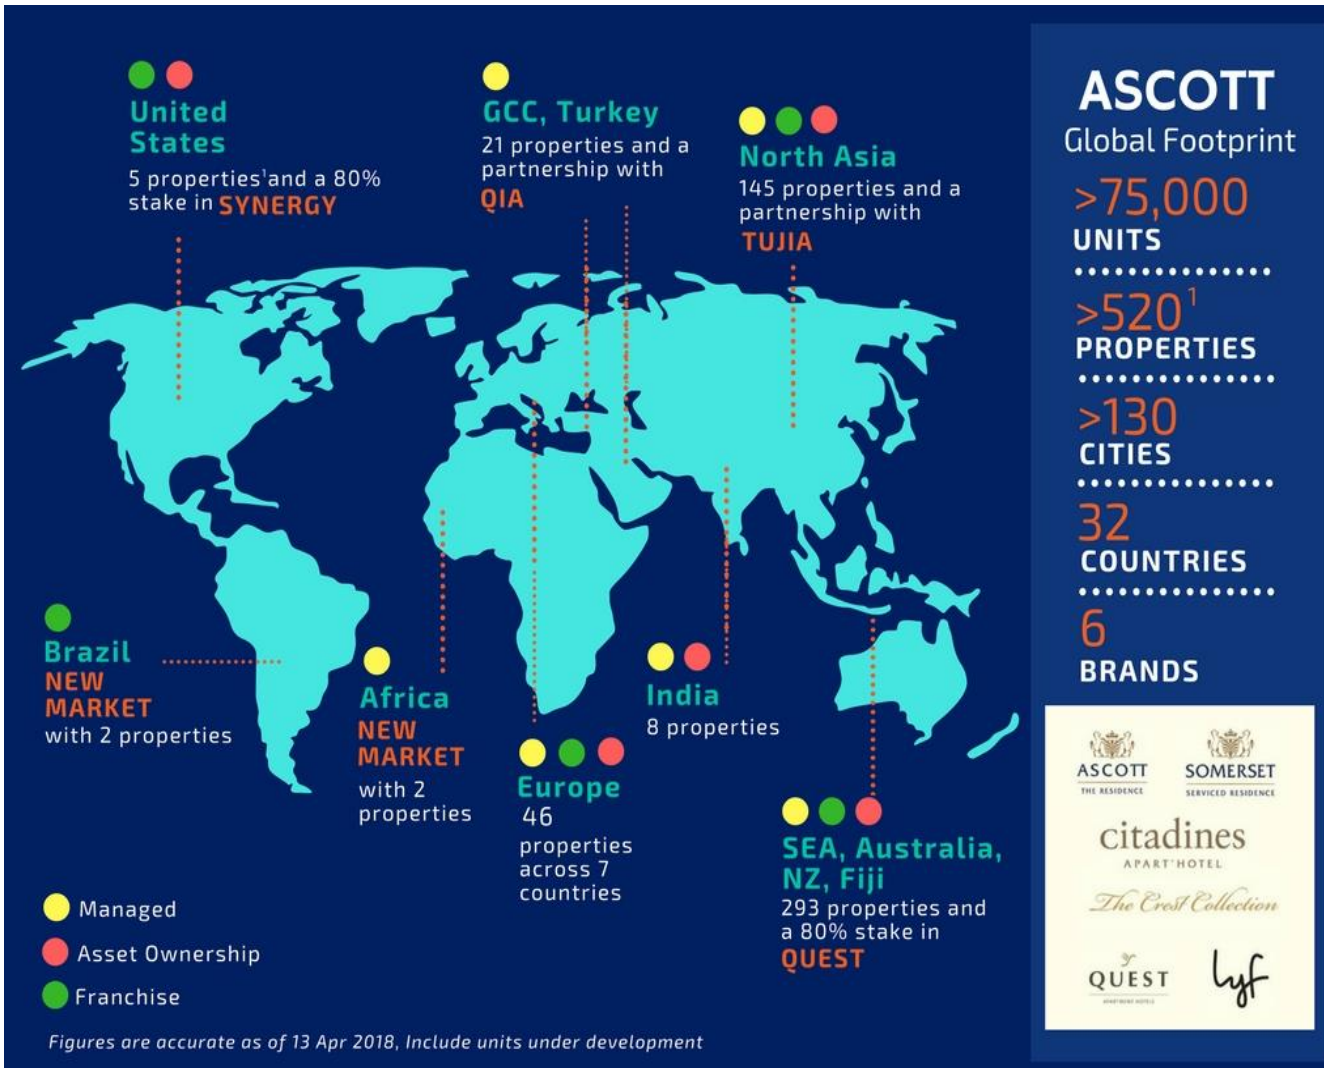 United
States
5 properties¹and a 80%
stake in SYNERGY
GCC, Turkey
21 properties and a
partnership with
QIA
North Asia
145 properties and a
partnership with
TUJIA
Brazil
NEW
MARKET
with 2 properties
Africa
NEW
MARKET
with 2
properties
Europe
46
properties
across 7
countries
India
8 properties
SEA, Australia,
NZ, Fiji
293 properties and
a 80% stake in
QUEST
Managed
Asset Ownership
Franchise
Figures are accurate as of 13 Apr 2018, Include units under development
ASCOTT
Global Footprint
>75,000
UNITS
>520¹
PROPERTIES
>130
CITIES
32
COUNTRIES
6
BRANDS
ASCOTT
THE RESIDENCE
SOMERSET
SERVICED RESIDENCE
citadines
APART'HOTEL
The Crest Collection
QUEST
APARTMENT HOTELS
lyf